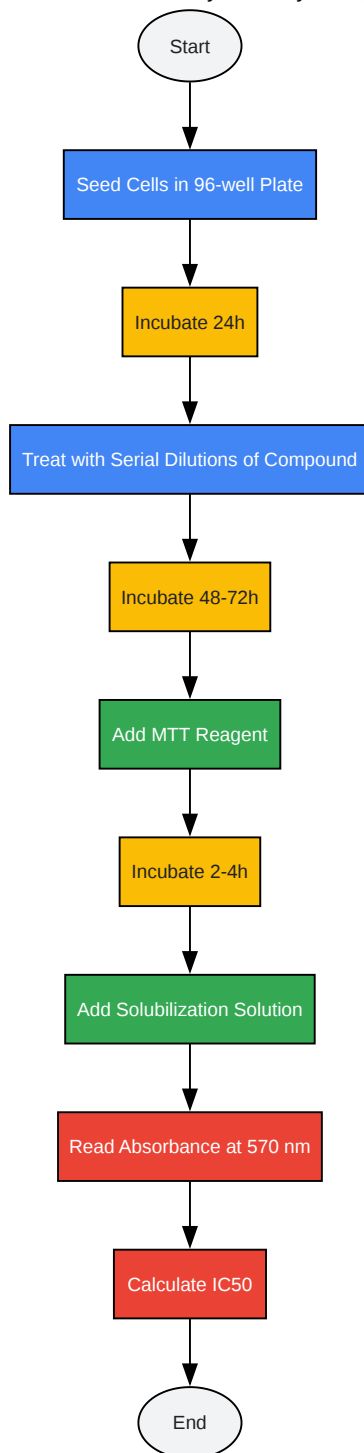 Start
Seed Cells in 96-well Plate
Incubate 24h
Treat with Serial Dilutions of Compound
Incubate 48-72h
Add MTT Reagent
Incubate 2-4h
Add Solubilization Solution
Read Absorbance at 570 nm
Calculate IC50
End